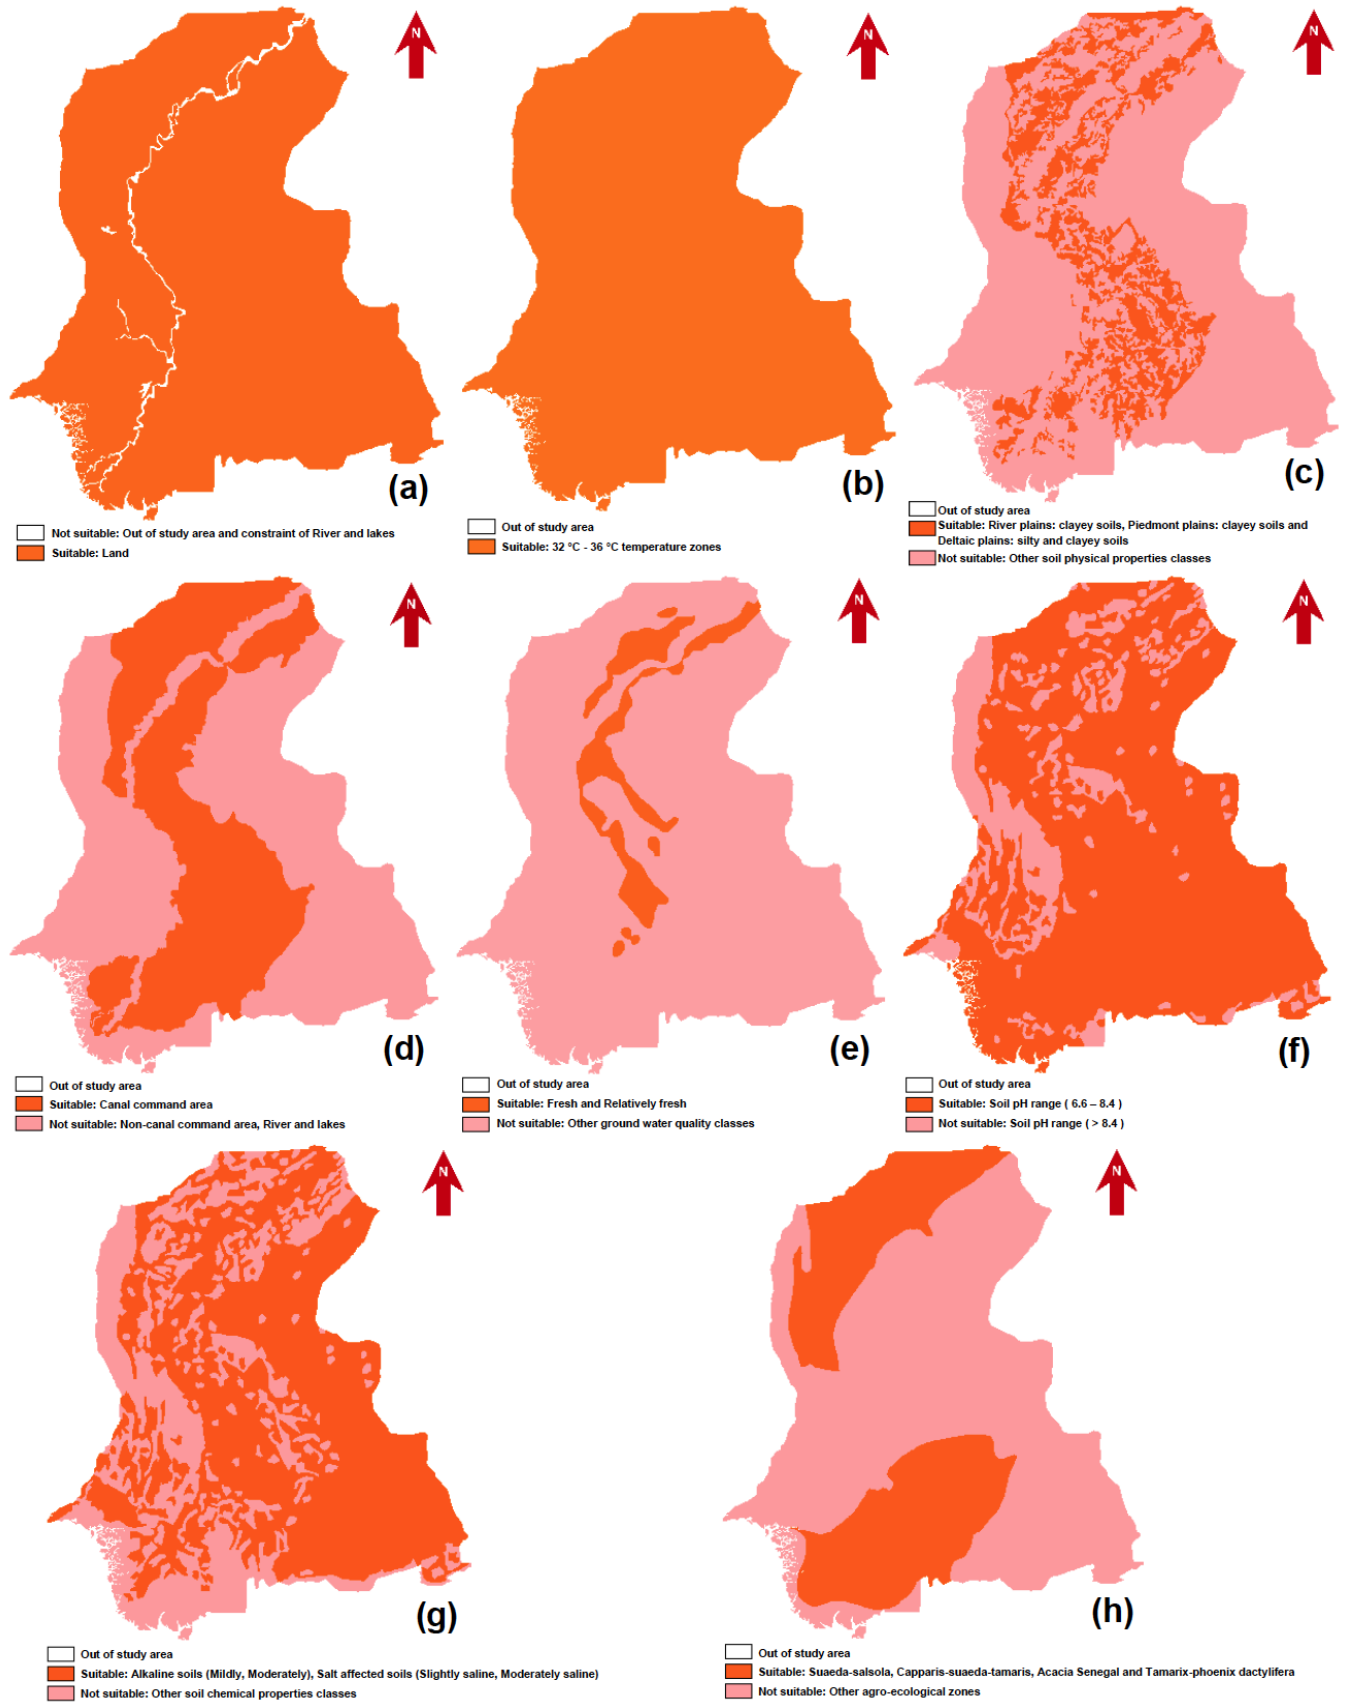 N
N
N
(a)
(b)
(c)
Not suitable: Out of study area and constraint of River and lakes
Suitable: Land
Out of study area
Suitable: 32 °C - 36 °C temperature zones
Out of study area
Suitable: River plains: clayey soils, Piedmont plains: clayey soils and
Deltaic plains: silty and clayey soils
Not suitable: Other soil physical properties classes
N
N
N
(d)
(e)
(f)
Out of study area
Suitable: Canal command area
Not suitable: Non-canal command area, River and lakes
Out of study area
Suitable: Fresh and Relatively fresh
Not suitable: Other ground water quality classes
Out of study area
Suitable: Soil pH range ( 6.6 – 8.4 )
Not suitable: Soil pH range ( > 8.4 )
N
N
(g)
(h)
Out of study area
Suitable: Alkaline soils (Mildly, Moderately), Salt affected soils (Slightly saline, Moderately saline)
Not suitable: Other soil chemical properties classes
Out of study area
Suitable: Suaeda-salsola, Capparis-suaeda-tamaris, Acacia Senegal and Tamarix-phoenix dactylifera
Not suitable: Other agro-ecological zones